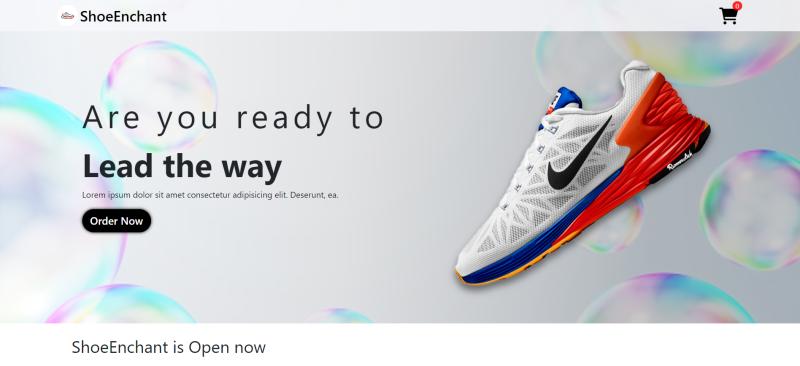 ShoeEnchant
0
Are you ready to
Lead the way
Lorem ipsum dolor sit amet consectetur adipisicing elit. Deserunt, ea.
Order Now
ShoeEnchant is Open now